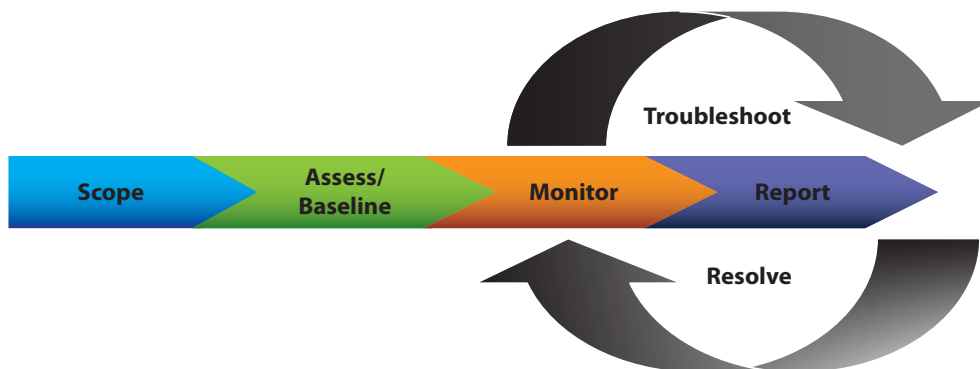 Troubleshoot
Scope
Assess/
Baseline
Monitor
Report
Resolve